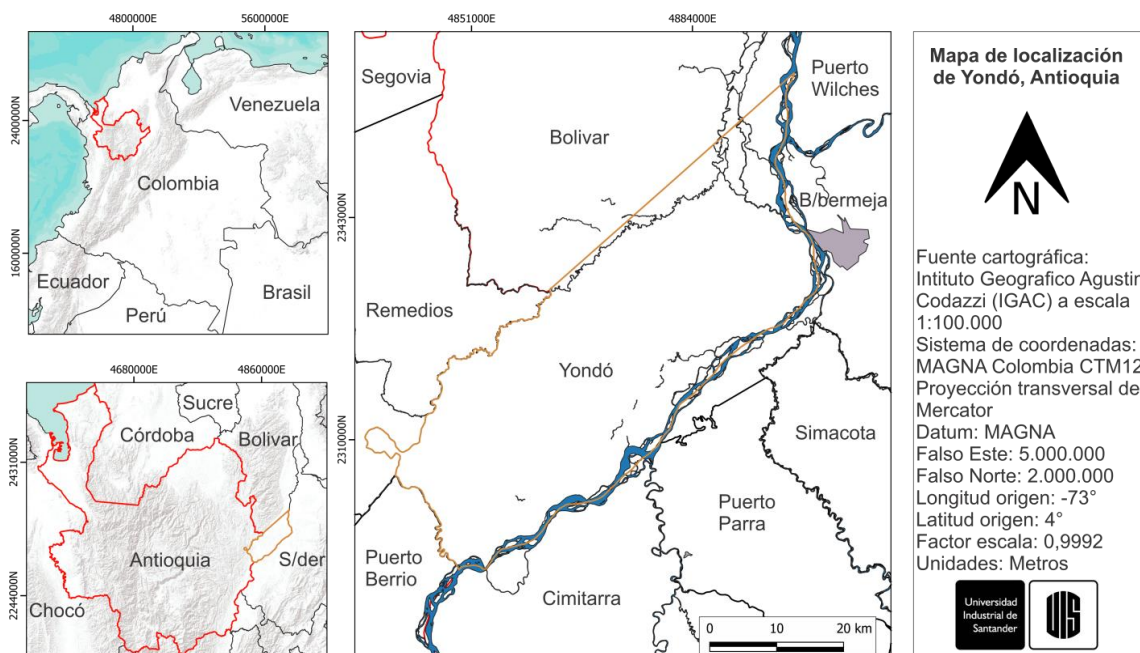 4800000E
5600000E
2400000N
1600000N
Venezuela
Colombia
Ecuador
Perú
Brasil
4680000E
4860000E
2431000N
2244000N
Sucre
Córdoba
Bolivar
Antioquia
S/der
Chocó
4851000E
4884000E
2343000N
2310000N
Segovia
Puerto
Wilches
Bolivar
B/bermeja
Remedios
Yondó
Simacota
Puerto
Parra
Puerto
Berrio
Cimitarra
0 10 20 km
Mapa de localización
de Yondó, Antioquia
N
Fuente cartográfica:
Intituto Geografico Agustin
Codazzi (IGAC) a escala
1:100.000
Sistema de coordenadas:
MAGNA Colombia CTM12
Proyección transversal de
Mercator
Datum: MAGNA
Falso Este: 5.000.000
Falso Norte: 2.000.000
Longitud origen: -73°
Latitud origen: 4°
Factor escala: 0,9992
Unidades: Metros
Universidad
Industrial de
Santander
UIS